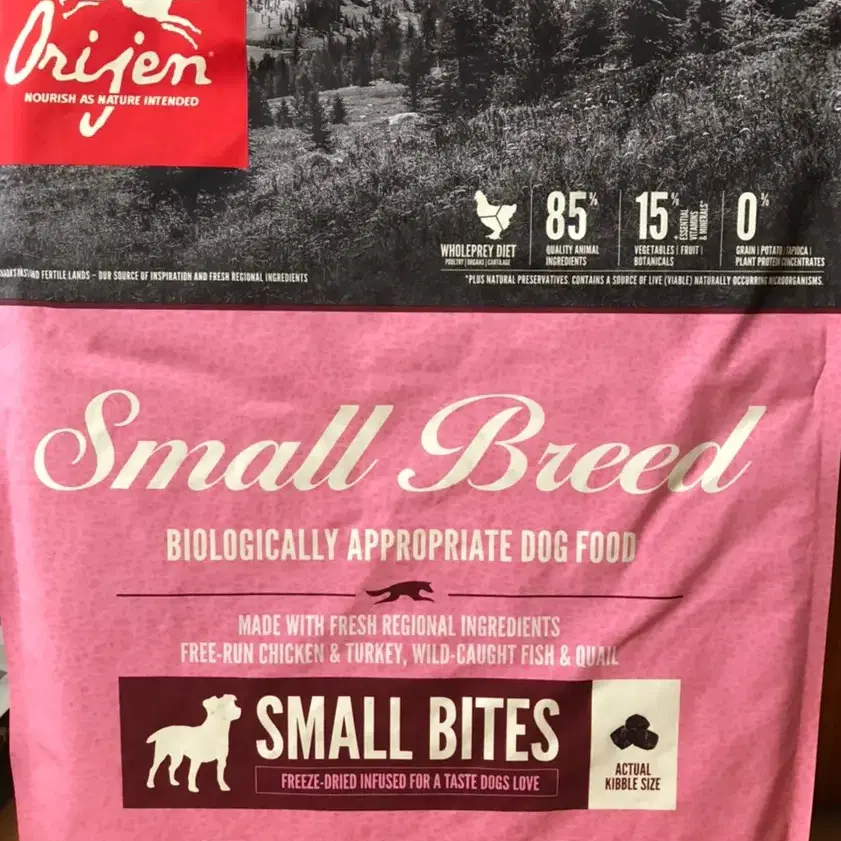 Orijen
NOURISH AS NATURE INTENDED
WHOLEPREY DIET
POULTRY | ORGANS | CARTILAGE
85%
QUALITY ANIMAL
INGREDIENTS
15%
VEGETABLES | FRUIT |
BOTANICALS
+ ESSENTIAL
VITAMINS
& MINERALS*
0%
GRAIN | POTATO | TAPIOCA |
PLANT PROTEIN CONCENTRATES
AND FERTILE LANDS – OUR SOURCE OF INSPIRATION AND FRESH REGIONAL INGREDIENTS
*PLUS NATURAL PRESERVATIVES. CONTAINS A SOURCE OF LIVE (VIABLE) NATURALLY OCCURRING MICROORGANISMS.
Small Breed
BIOLOGICALLY APPROPRIATE DOG FOOD
MADE WITH FRESH REGIONAL INGREDIENTS
FREE-RUN CHICKEN & TURKEY, WILD-CAUGHT FISH & QUAIL
SMALL BITES
FREEZE-DRIED INFUSED FOR A TASTE DOGS LOVE
ACTUAL
KIBBLE SIZE